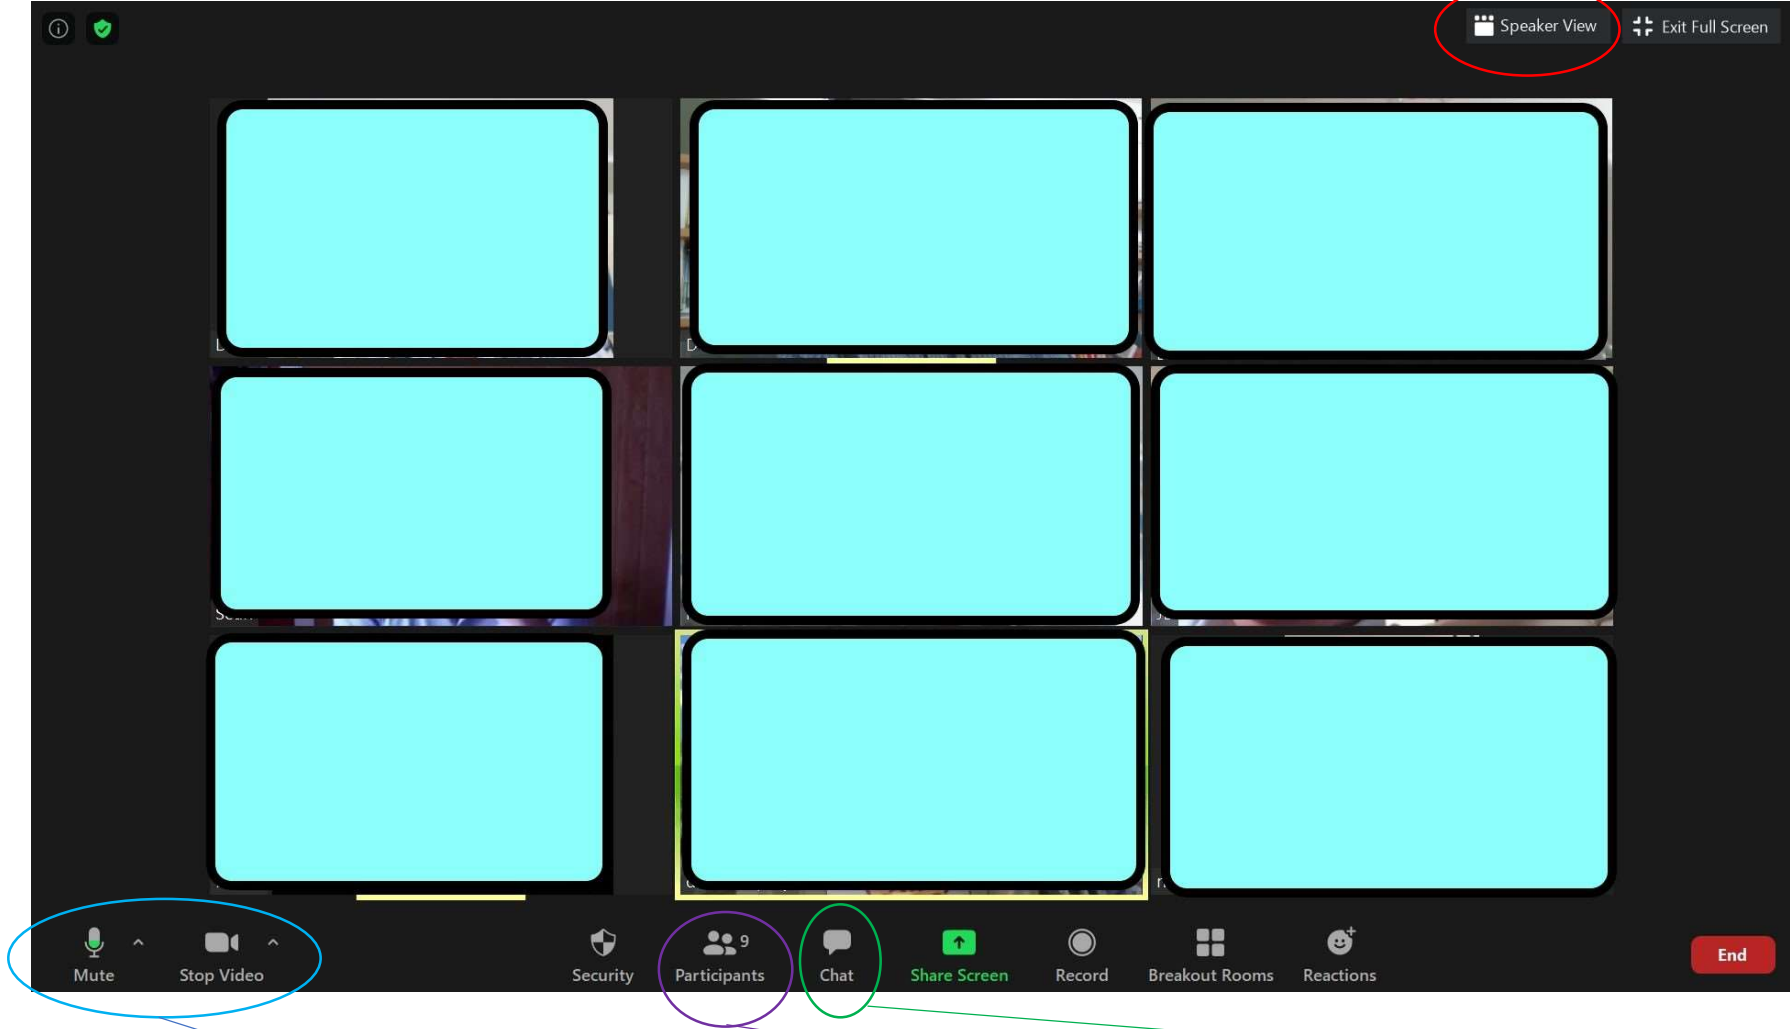 Speaker View
Exit Full Screen
9
Mute
Stop Video
Security
Participants
Chat
Share Screen
Record
Breakout Rooms
Reactions
End